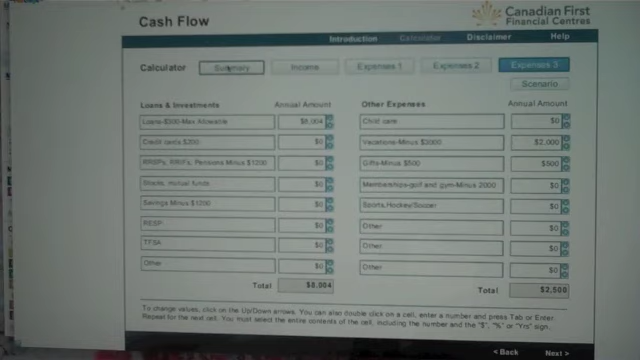 Cash Flow
Canadian First
Financial Centres
Introduction Calculator Disclaimer Help
Calculator Summary Income Expenses 1 Expenses 2 Expenses 3
Scenario
Loans & Investments Annual Amount Other Expenses Annual Amount
Loans-$200-Max Allowable $8,004 Child care $0
Credit cards $200 $0 Vacations-Minus $2000 $2,000
RRSPs, RRIFs, Pensions Minus $1200 $0 Gifts-Minus $500 $500
Stocks, mutual funds $0 Memberships-golf and gym-Minus 2000 $0
Savings Minus $1200 $0 Sports,Hockey/Soccer $0
RESP $0 Other $0
TFSA $0 Other $0
Other $0 Other $0
Total $8,004 Total $2,500
To change values, click on the Up/Down arrows. You can also double click on a cell, enter a number and press Tab or Enter.
Repeat for the next cell. You must select the entire contents of the cell, including the number and the "$", "%" or "Yrs" sign.
< Back Next >